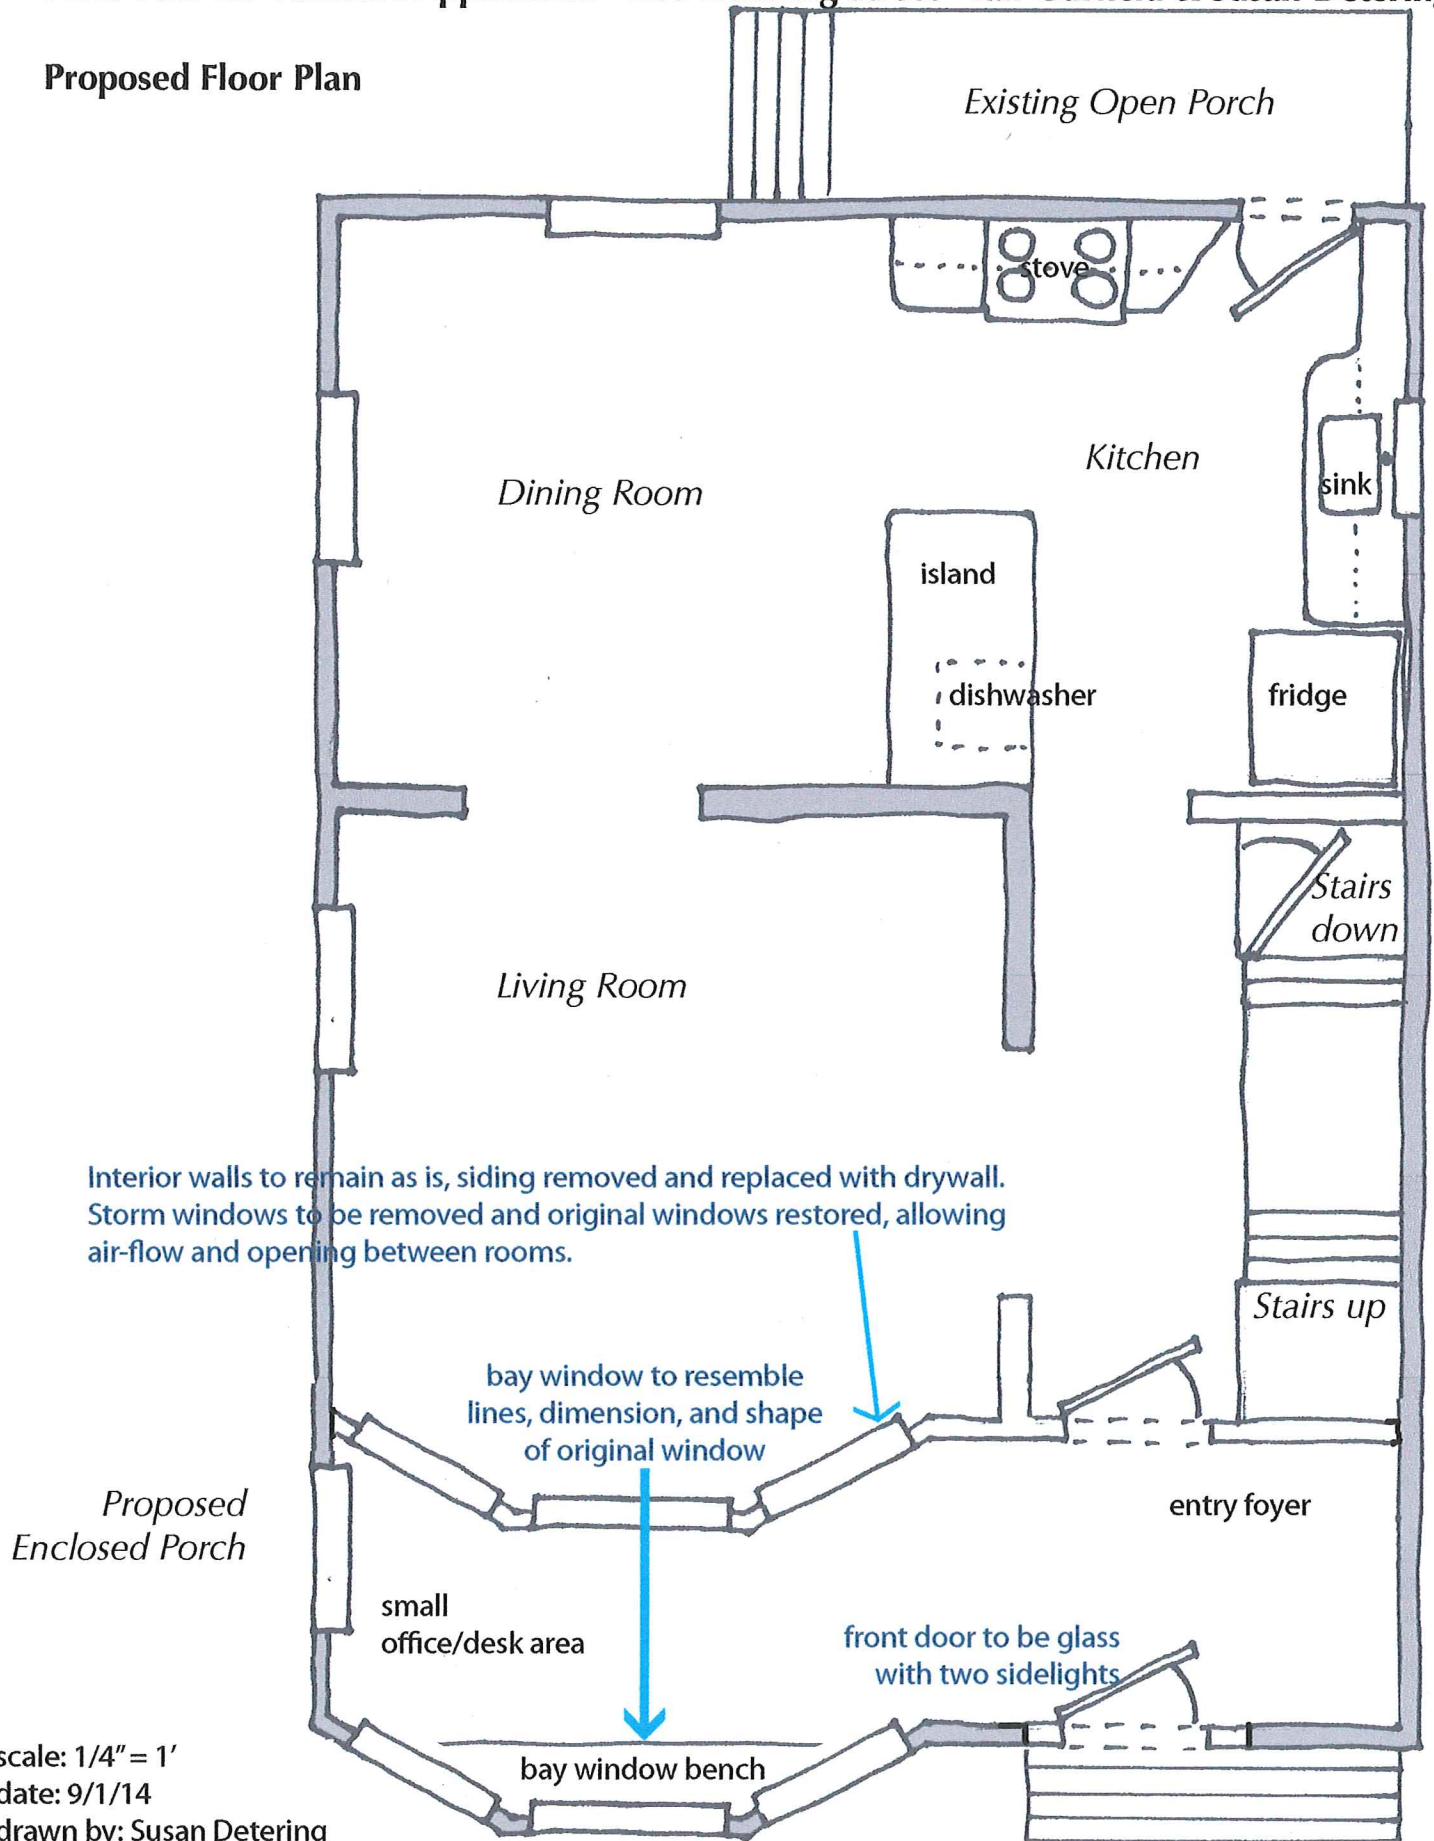 Proposed Floor Plan
Existing Open Porch
stove
Kitchen
sink
Dining Room
island
dishwasher
fridge
Stairs
down
Living Room
Interior walls to remain as is, siding removed and replaced with drywall.
Storm windows to be removed and original windows restored, allowing
air-flow and opening between rooms.
Stairs up
bay window to resemble
lines, dimension, and shape
of original window
Proposed
Enclosed Porch
entry foyer
small
office/desk area
front door to be glass
with two sidelights
bay window bench
scale: 1/4" = 1'
date: 9/1/14
drawn by: Susan Detering